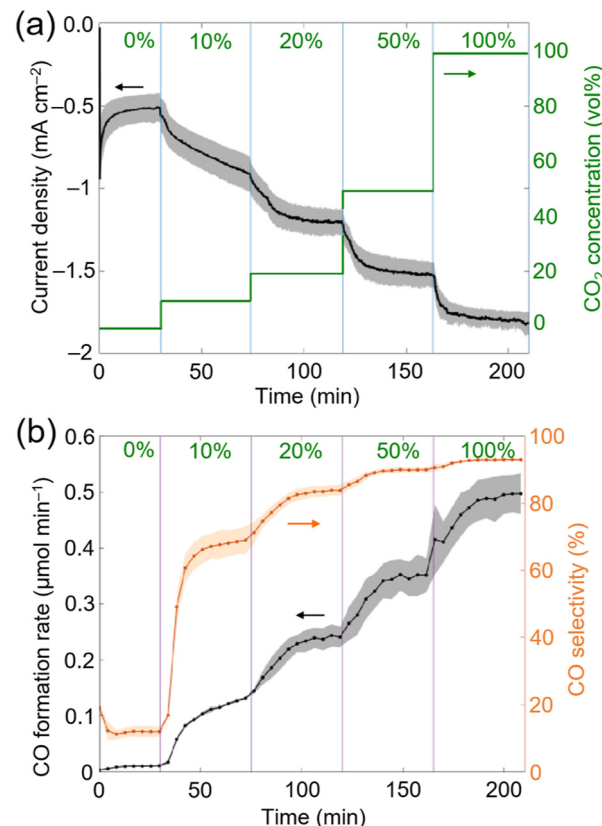 (a)
0% 10% 20% 50% 100%
0.0
−0.5
−1
−1.5
−2
Current density (mA cm−2)
100
80
60
40
20
0
CO2 concentration (vol%)
0 50 100 150 200
Time (min)
(b)
0% 10% 20% 50% 100%
0.6
0.5
0.4
0.3
0.2
0.1
0
CO formation rate (μmol min−1)
100
80
60
40
20
0
CO selectivity (%)
0 50 100 150 200
Time (min)